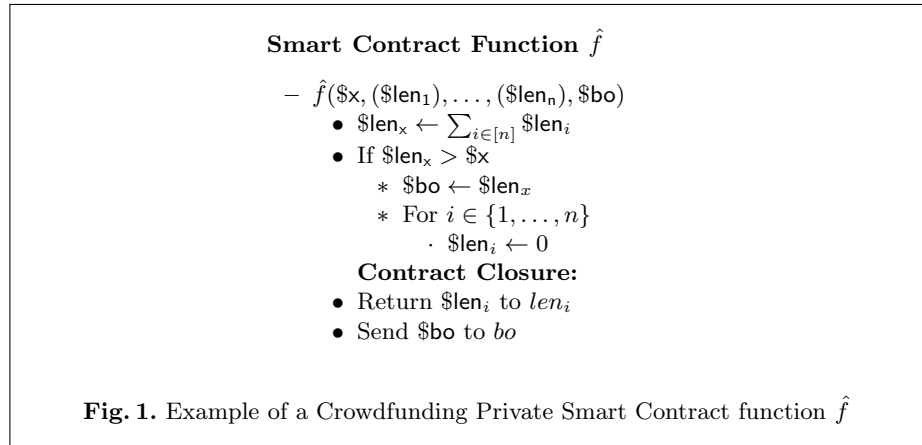 Smart Contract Function f̂
– f̂($x, ($len₁), . . . , ($lenₙ), $bo)
• $lenₓ ← ∑_{i∈[n]} $lenᵢ
• If $lenₓ > $x
∗ $bo ← $lenₓ
∗ For i ∈ {1, . . . , n}
· $lenᵢ ← 0
Contract Closure:
• Return $lenᵢ to lenᵢ
• Send $bo to bo
Fig. 1. Example of a Crowdfunding Private Smart Contract function f̂